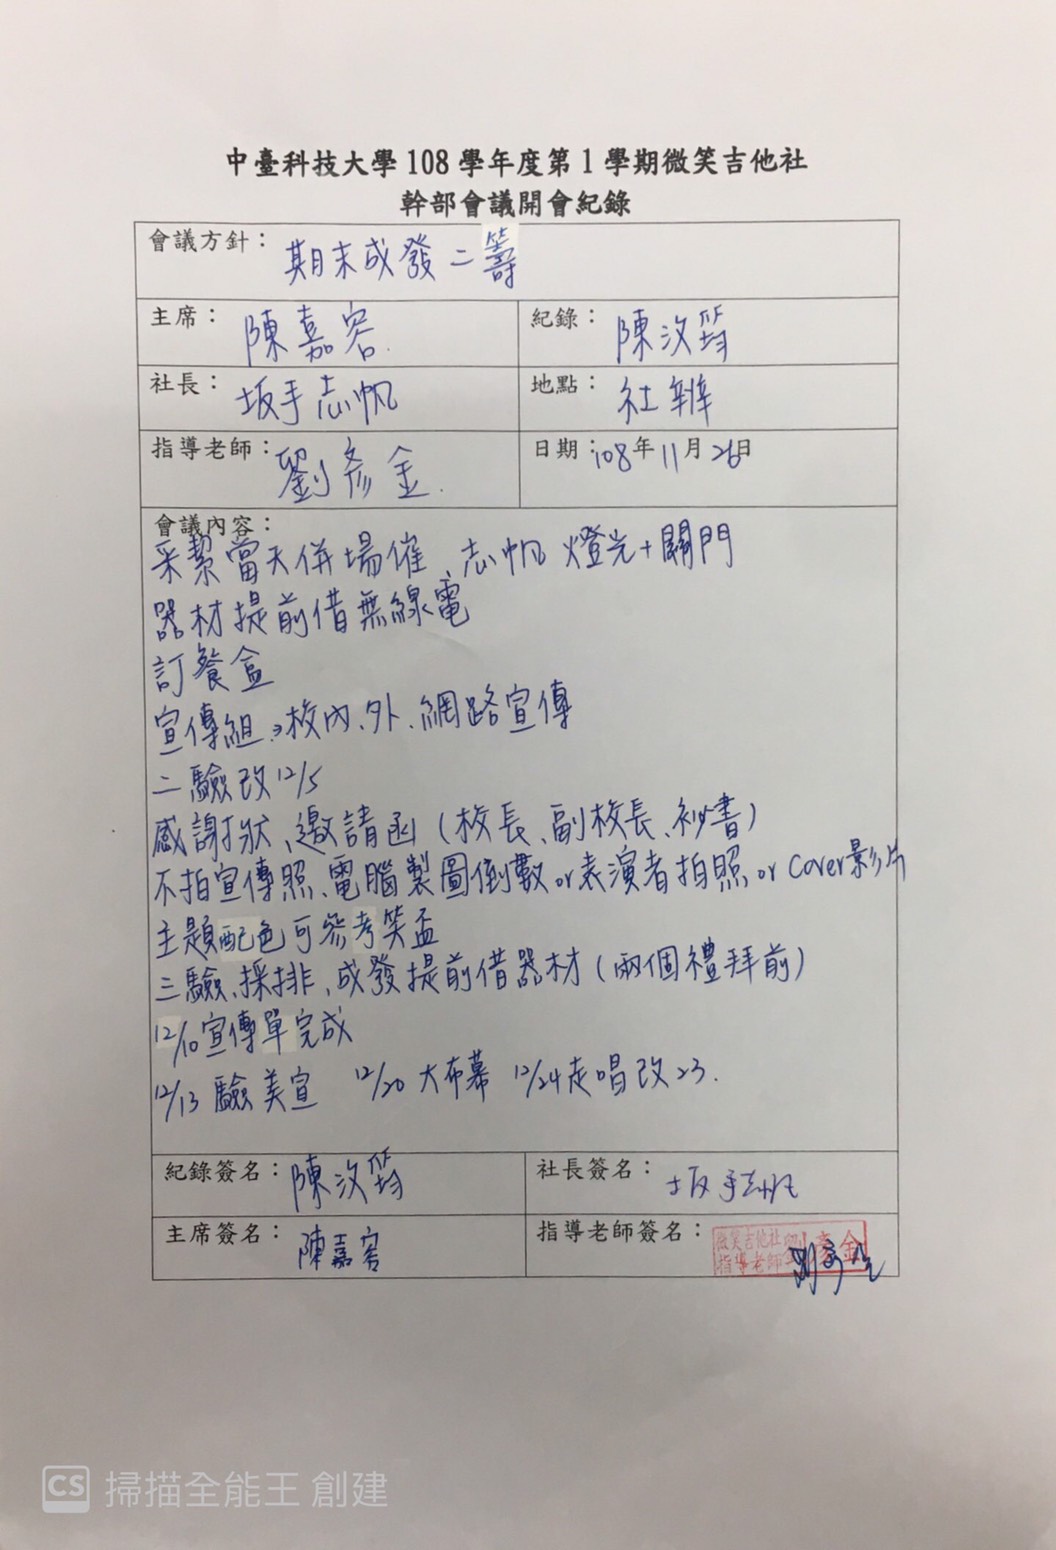 中臺科技大學 108 學年度第 1 學期微笑吉他社
幹部會議開會紀錄
會議方針：期末成發二籌
主席：陳嘉容 紀錄：陳汶筠
社長：坂手志帆 地點：社辦
指導老師：劉彥金 日期：108年11月26日
會議內容：
采絜當天併場催、志帆 燈光+關門
器材提前借無線電
訂餐盒
宣傳組→校內、外、網路宣傳
二驗改12/5
感謝狀、邀請函（校長、副校長、秘書）
不拍宣傳照、電腦製圖倒數or表演者拍照or Cover影片
主題配色可參考笑盃
三驗、採排、成發提前借器材（兩個禮拜前）
12/10宣傳單完成
12/13 驗美宣 12/20 大布幕 12/24走唱改23.
紀錄簽名：陳汶筠 社長簽名：坂手志帆
主席簽名：陳嘉容 指導老師簽名：
微笑吉他社
指導老師 劉彥金
CS 掃描全能王 創建